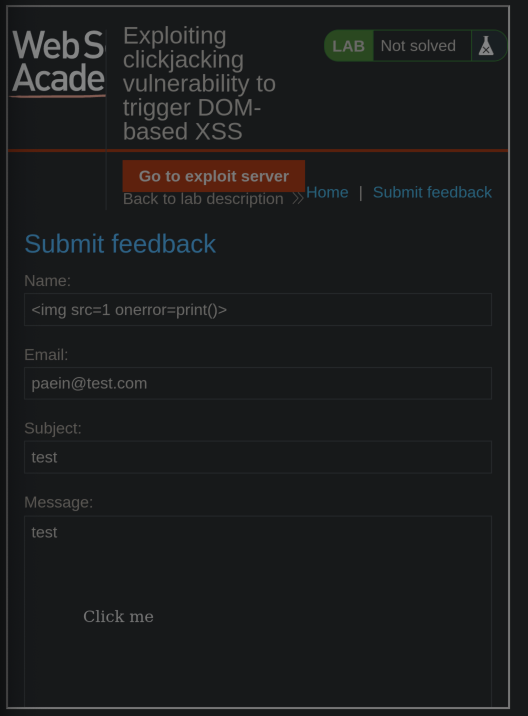 Web S
Acade
Exploiting
clickjacking
vulnerability to
trigger DOM-
based XSS
LAB Not solved
Go to exploit server
Back to lab description
Home | Submit feedback
Submit feedback
Name:
<img src=1 onerror=print()>
Email:
paein@test.com
Subject:
test
Message:
test
Click me